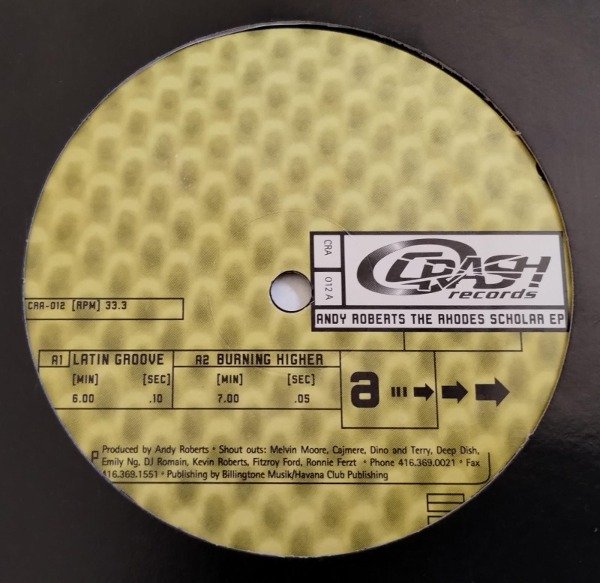 CRA
012 A
CRASH
records
ANDY ROBERTS THE RHODES SCHOLAR EP
CRA-012 [RPM] 33.3
A1 LATIN GROOVE A2 BURNING HIGHER
[MIN] [SEC] [MIN] [SEC]
6.00 .10 7.00 .05
a
Produced by Andy Roberts • Shout outs: Melvin Moore, Cajmere, Dino and Terry, Deep Dish,
Emily Ng, DJ Romain, Kevin Roberts, Fitzroy Ford, Ronnie Ferzt • Phone 416.369.0021 • Fax
416.369.1551 • Publishing by Billingtone Musik/Havana Club Publishing